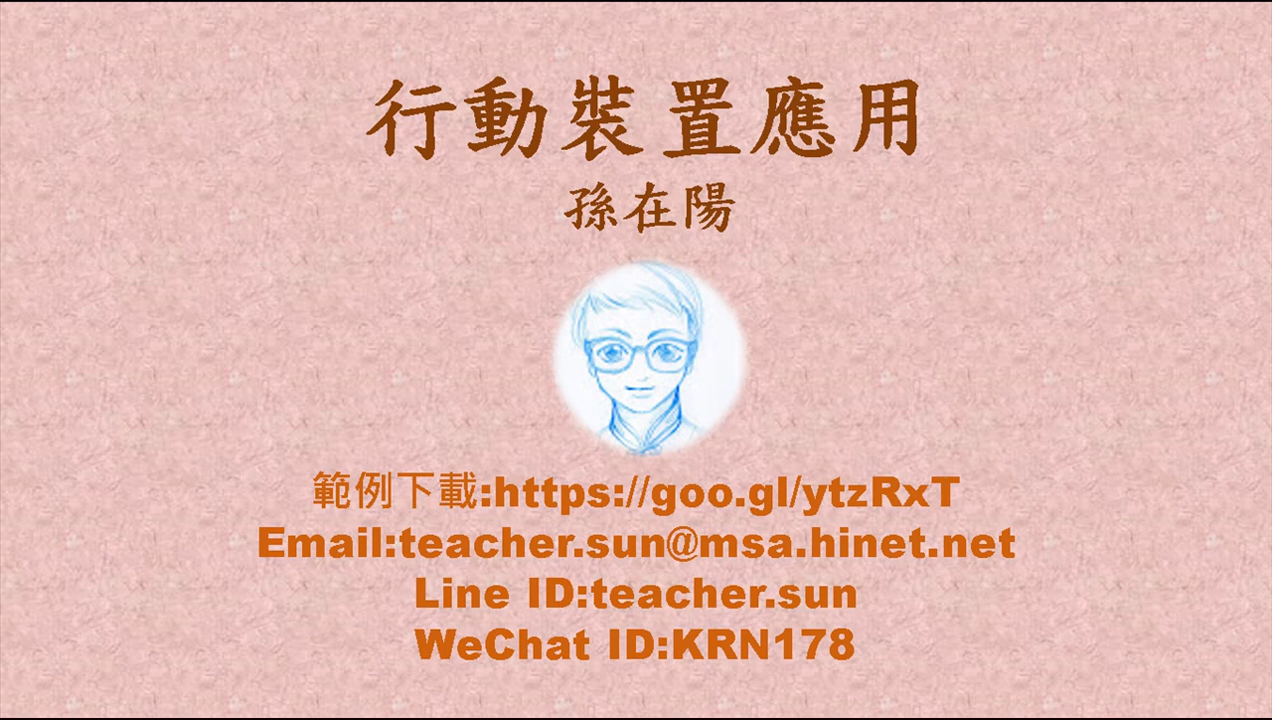 行動裝置應用
孫在陽
範例下載:https://goo.gl/ytzRxT
Email:teacher.sun@msa.hinet.net
Line ID:teacher.sun
WeChat ID:KRN178